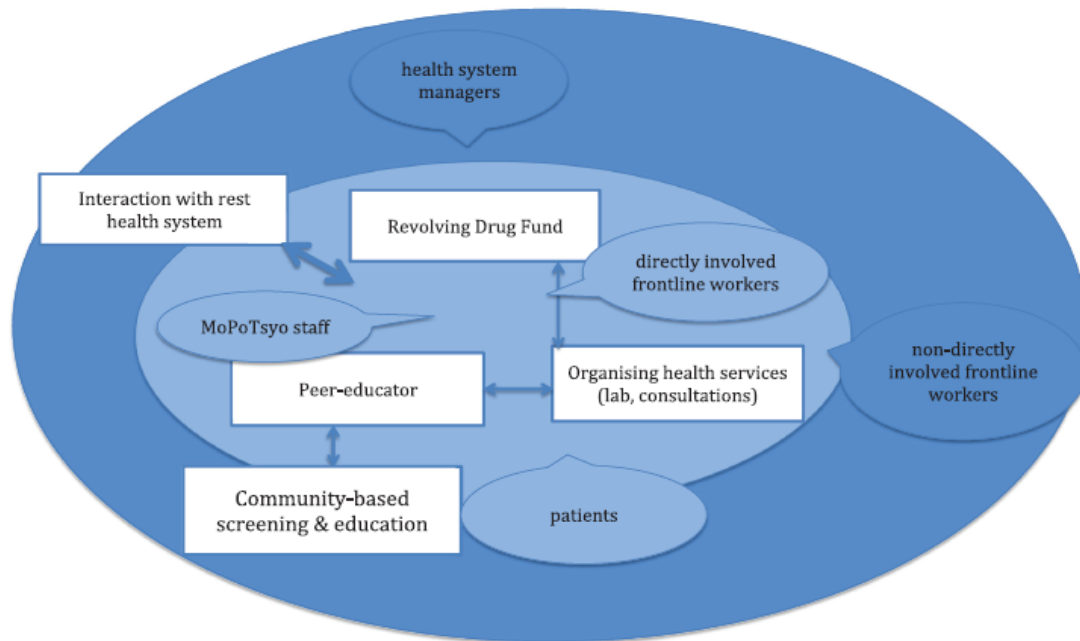 health system
managers
Interaction with rest
health system
Revolving Drug Fund
directly involved
frontline workers
MoPoTsyo staff
non-directly
involved frontline
workers
Peer-educator
Organising health services
(lab, consultations)
Community-based
screening & education
patients